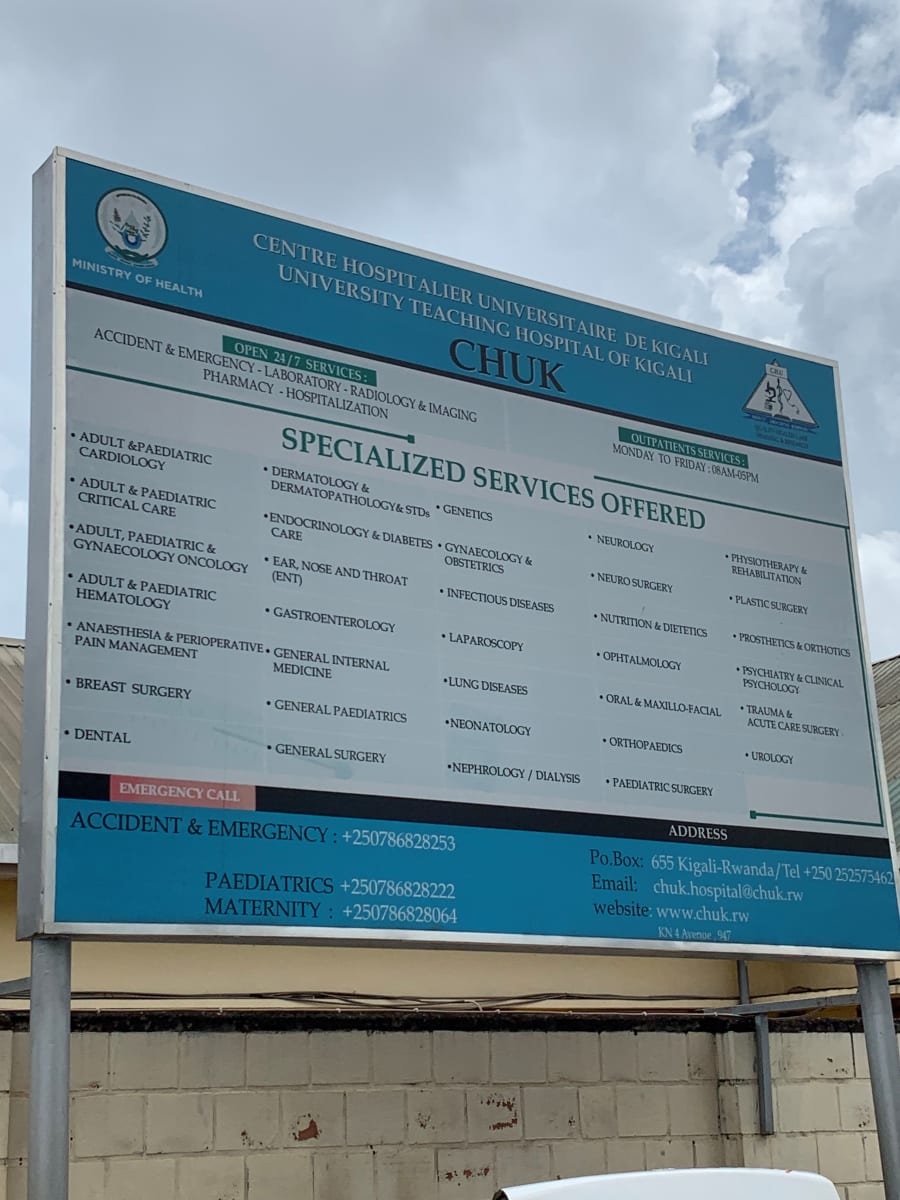 MINISTRY OF HEALTH
CENTRE HOSPITALIER UNIVERSITAIRE DE KIGALI
UNIVERSITY TEACHING HOSPITAL OF KIGALI
CHUK
CHU
OPEN 24/7 SERVICES :
ACCIDENT & EMERGENCY - LABORATORY - RADIOLOGY & IMAGING
PHARMACY - HOSPITALIZATION
OUTPATIENTS SERVICES :
MONDAY TO FRIDAY : 08AM-05PM
SPECIALIZED SERVICES OFFERED
• ADULT &PAEDIATRIC
CARDIOLOGY
• ADULT & PAEDIATRIC
CRITICAL CARE
• ADULT, PAEDIATRIC &
GYNAECOLOGY ONCOLOGY
• ADULT & PAEDIATRIC
HEMATOLOGY
• ANAESTHESIA & PERIOPERATIVE
PAIN MANAGEMENT
• BREAST SURGERY
• DENTAL
• DERMATOLOGY &
DERMATOPATHOLOGY& STDs
•ENDOCRINOLOGY & DIABETES
CARE
• EAR, NOSE AND THROAT
(ENT)
• GASTROENTEROLOGY
• GENERAL INTERNAL
MEDICINE
• GENERAL PAEDIATRICS
• GENERAL SURGERY
• GENETICS
• GYNAECOLOGY &
OBSTETRICS
• INFECTIOUS DISEASES
• LAPAROSCOPY
•LUNG DISEASES
•NEONATOLOGY
•NEPHROLOGY / DIALYSIS
• NEUROLOGY
• NEURO SURGERY
• NUTRITION & DIETETICS
• OPHTALMOLOGY
• ORAL & MAXILLO-FACIAL
• ORTHOPAEDICS
• PAEDIATRIC SURGERY
• PHYSIOTHERAPY &
REHABILITATION
• PLASTIC SURGERY
• PROSTHETICS & ORTHOTICS
• PSYCHIATRY & CLINICAL
PSYCHOLOGY
• TRAUMA &
ACUTE CARE SURGERY
• UROLOGY
EMERGENCY CALL
ACCIDENT & EMERGENCY : +250786828253
PAEDIATRICS +250786828222
MATERNITY : +250786828064
ADDRESS
Po.Box: 655 Kigali-Rwanda/Tel +250 252575462
Email: chuk.hospital@chuk.rw
website: www.chuk.rw
KN 4 Avenue , 947